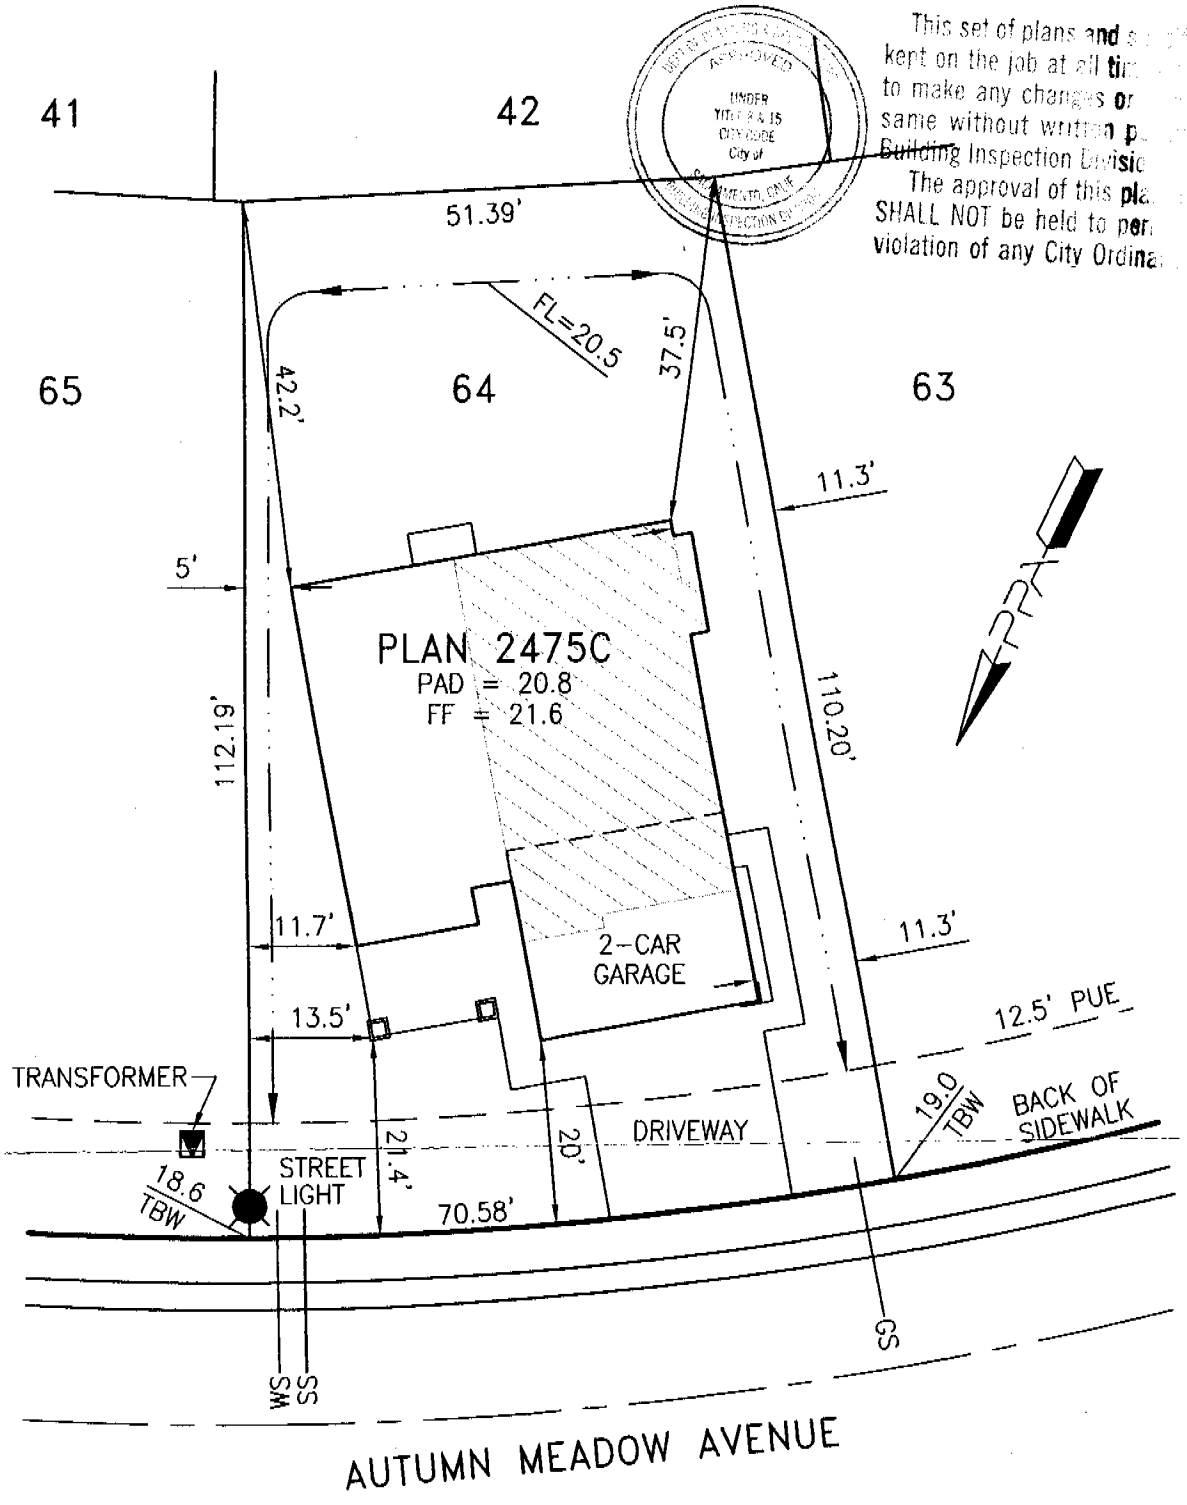 This set of plans and
kept on the job at all
to make any changes or
same without written
Building Inspection
The approval of this
SHALL NOT be held to
violation of any City
APPROVED
UNDER
CITY CODE
City of
SACRAMENTO, CALIF
41
42
51.39'
FL=20.5
37.5'
42.2'
65
64
63
11.3'
5'
PLAN 2475C
PAD = 20.8
FF = 21.6
112.19'
110.20'
11.7'
2-CAR
GARAGE
11.3'
13.5'
12.5' PUE
TRANSFORMER
19.0
TBW
BACK OF
SIDEWALK
DRIVEWAY
21.4'
20'
STREET
LIGHT
18.6
TBW
70.58'
GS
SW
SS
AUTUMN MEADOW AVENUE